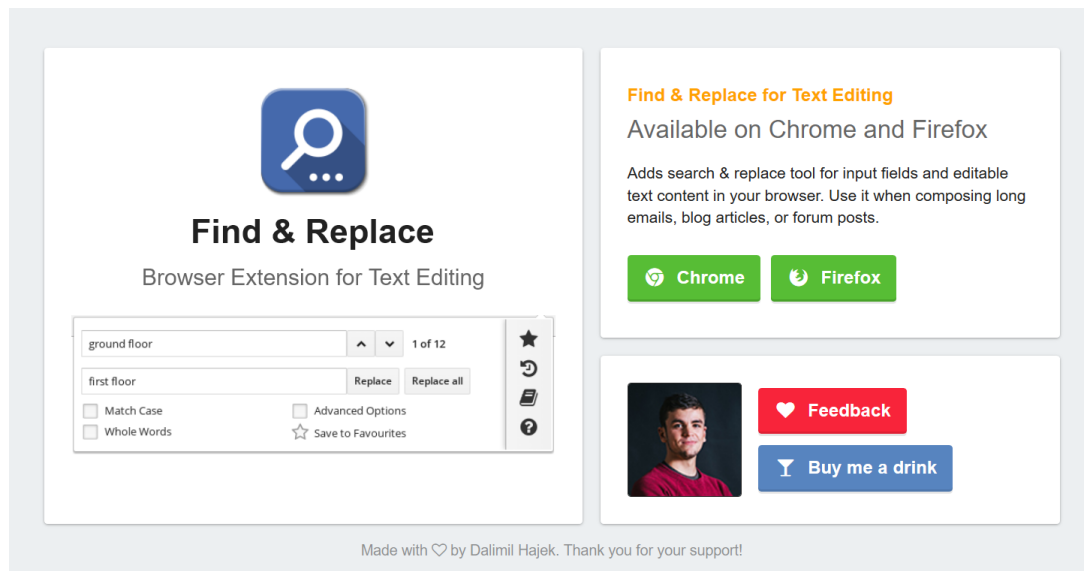 Find & Replace
Browser Extension for Text Editing
ground floor
1 of 12
first floor
Replace
Replace all
Match Case
Advanced Options
Whole Words
Save to Favourites
Find & Replace for Text Editing
Available on Chrome and Firefox
Adds search & replace tool for input fields and editable
text content in your browser. Use it when composing long
emails, blog articles, or forum posts.
Chrome
Firefox
Feedback
Buy me a drink
Made with ♡ by Dalimil Hajek. Thank you for your support!